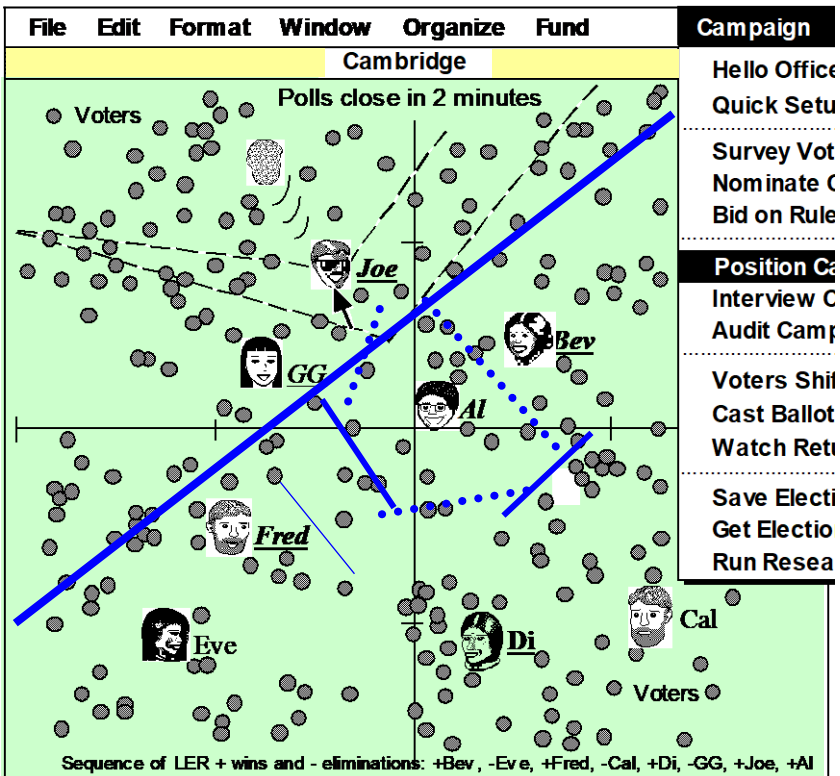 File Edit Format Window Organize Fund Campaign
Cambridge
Polls close in 2 minutes
Voters
Joe
Bev
GG
Al
Fred
Eve
Di
Cal
Voters
Sequence of LER + wins and - eliminations: +Bev, -Eve, +Fred, -Cal, +Di, -GG, +Joe, +Al
Hello Office
Quick Setu
Survey Vot
Nominate C
Bid on Rule
Position Ca
Interview C
Audit Camp
Voters Shif
Cast Ballot
Watch Retu
Save Electi
Get Election
Run Resea